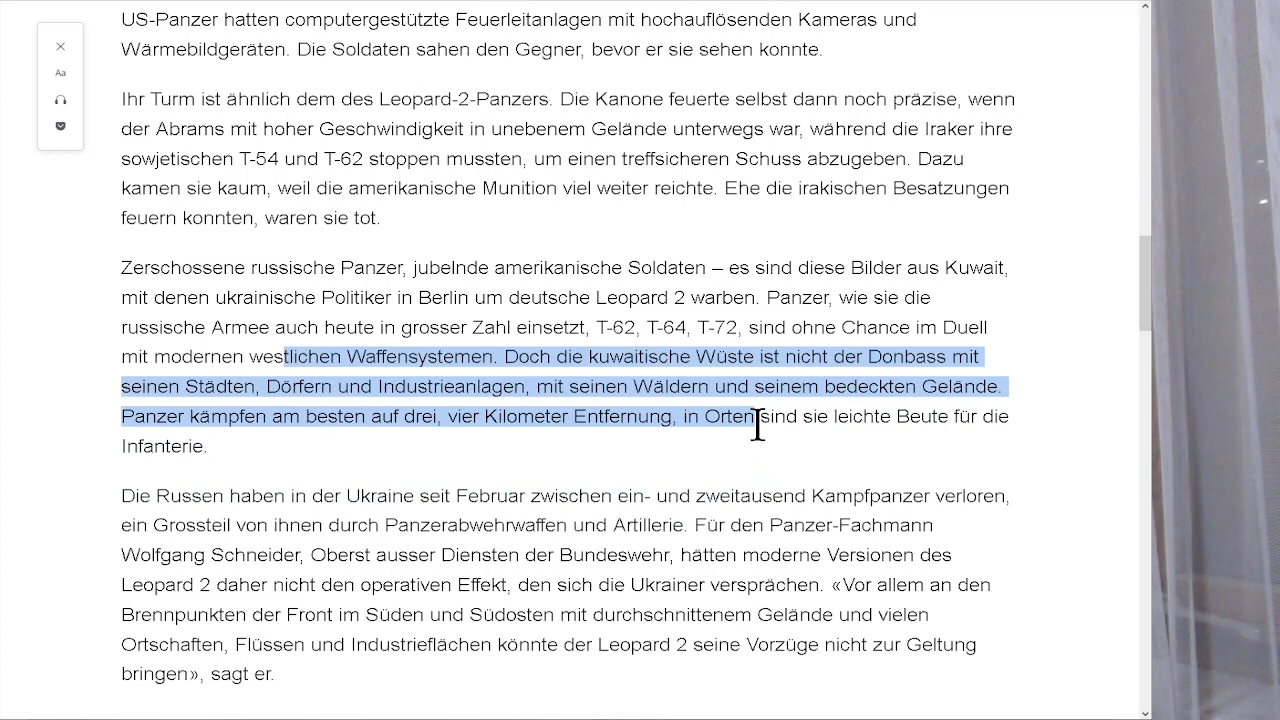 US-Panzer hatten computergestützte Feuerleitanlagen mit hochauflösenden Kameras und
Wärmebildgeräten. Die Soldaten sahen den Gegner, bevor er sie sehen konnte.
Aa
Ihr Turm ist ähnlich dem des Leopard-2-Panzers. Die Kanone feuerte selbst dann noch präzise, wenn
der Abrams mit hoher Geschwindigkeit in unebenem Gelände unterwegs war, während die Iraker ihre
sowjetischen T-54 und T-62 stoppen mussten, um einen treffsicheren Schuss abzugeben. Dazu
kamen sie kaum, weil die amerikanische Munition viel weiter reichte. Ehe die irakischen Besatzungen
feuern konnten, waren sie tot.
Zerschossene russische Panzer, jubelnde amerikanische Soldaten – es sind diese Bilder aus Kuwait,
mit denen ukrainische Politiker in Berlin um deutsche Leopard 2 warben. Panzer, wie sie die
russische Armee auch heute in grosser Zahl einsetzt, T-62, T-64, T-72, sind ohne Chance im Duell
mit modernen westlichen Waffensystemen. Doch die kuwaitische Wüste ist nicht der Donbass mit
seinen Städten, Dörfern und Industrieanlagen, mit seinen Wäldern und seinem bedeckten Gelände.
Panzer kämpfen am besten auf drei, vier Kilometer Entfernung, in Orten sind sie leichte Beute für die
Infanterie.
Die Russen haben in der Ukraine seit Februar zwischen ein- und zweitausend Kampfpanzer verloren,
ein Grossteil von ihnen durch Panzerabwehrwaffen und Artillerie. Für den Panzer-Fachmann
Wolfgang Schneider, Oberst ausser Diensten der Bundeswehr, hätten moderne Versionen des
Leopard 2 daher nicht den operativen Effekt, den sich die Ukrainer versprächen. «Vor allem an den
Brennpunkten der Front im Süden und Südosten mit durchschnittenem Gelände und vielen
Ortschaften, Flüssen und Industrieflächen könnte der Leopard 2 seine Vorzüge nicht zur Geltung
bringen», sagt er.